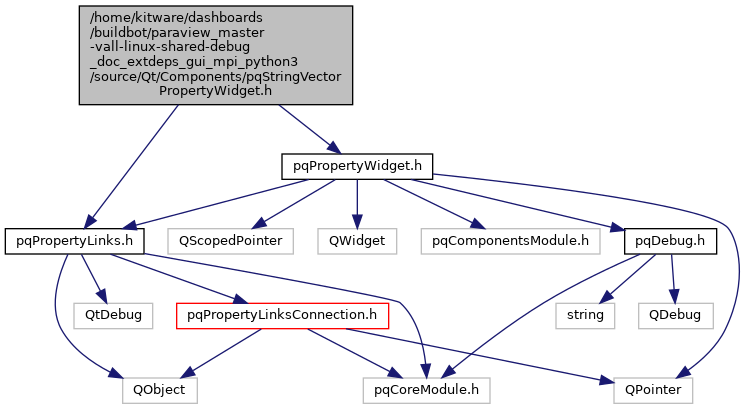 /home/kitware/dashboards
/buildbot/paraview_master
-vall-linux-shared-debug
_doc_extdeps_gui_mpi_python3
/source/Qt/Components/pqStringVector
PropertyWidget.h
pqPropertyWidget.h
pqPropertyLinks.h
QScopedPointer
QWidget
pqComponentsModule.h
pqDebug.h
QtDebug
pqPropertyLinksConnection.h
string
QDebug
QObject
pqCoreModule.h
QPointer